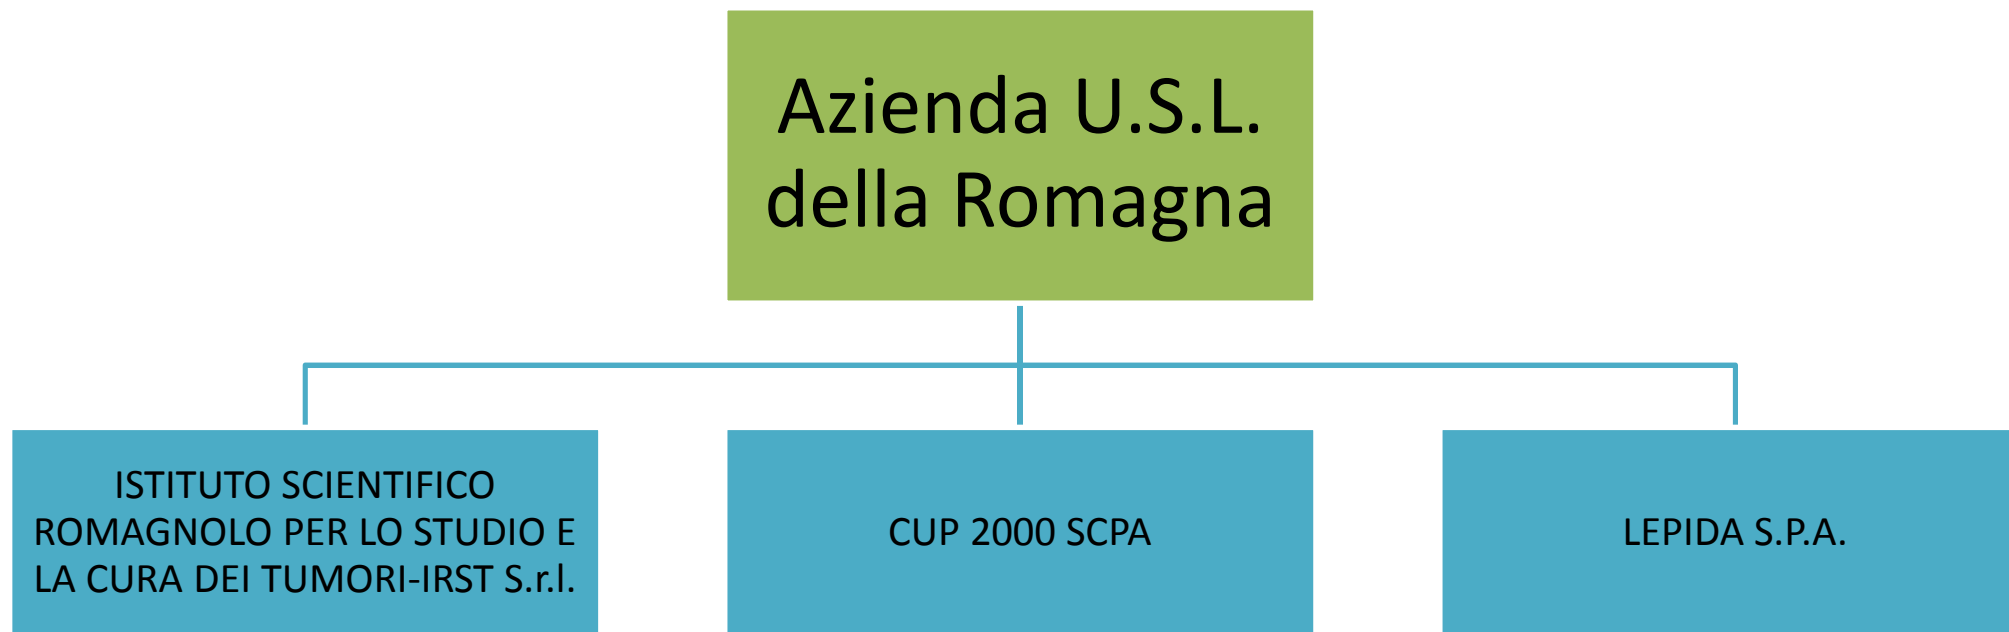 Azienda U.S.L.
della Romagna
ISTITUTO SCIENTIFICO
ROMAGNOLO PER LO STUDIO E
LA CURA DEI TUMORI-IRST S.r.l.
CUP 2000 SCPA
LEPIDA S.P.A.